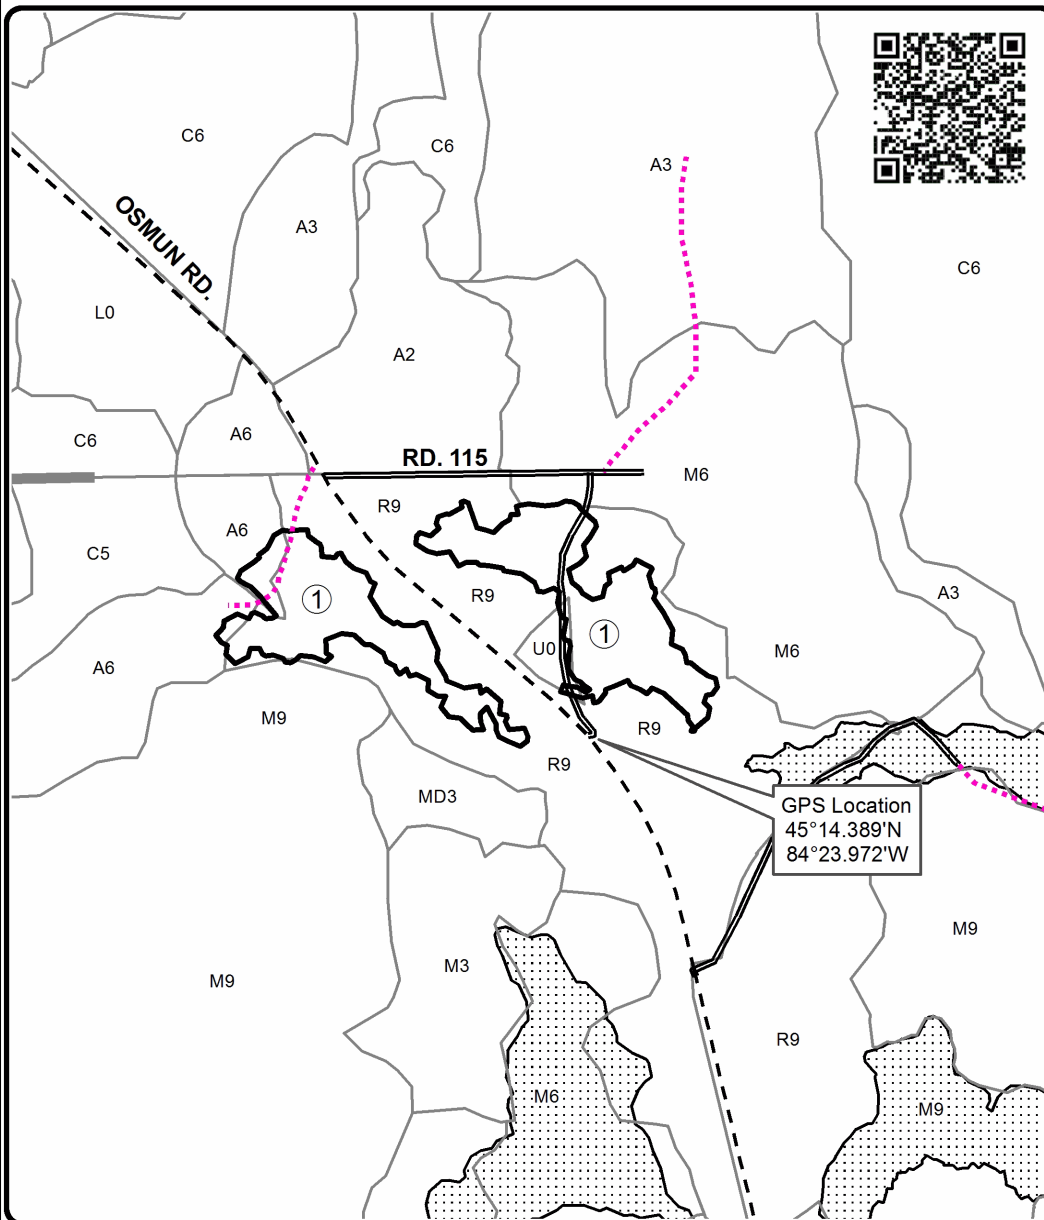 C6
C6
A3
A3
C6
OSMUN RD.
L0
A2
A6
C6
RD. 115
M6
R9
A6
C5
R9
A3
1
1
U0
M6
A6
M9
R9
R9
MD3
GPS Location
45°14.389'N
84°23.972'W
M9
M3
M9
R9
M6
M9